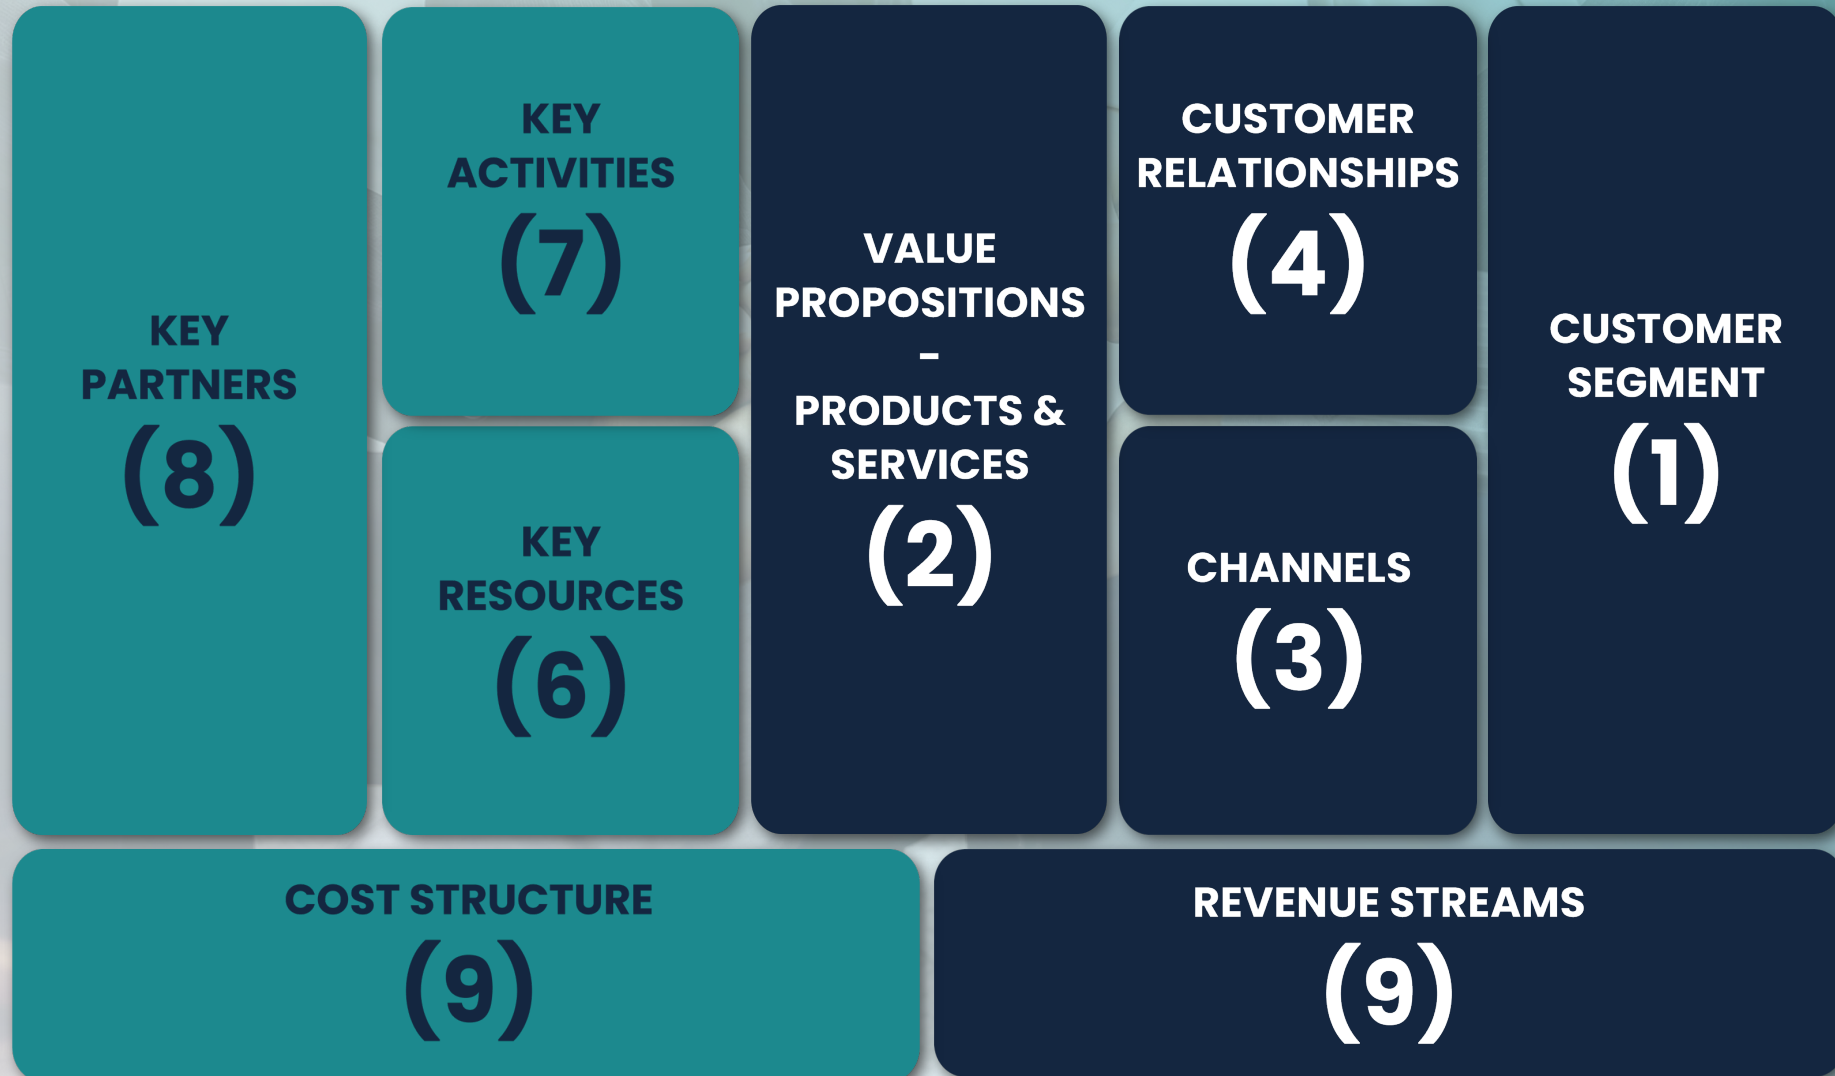 KEY
PARTNERS
(8)
KEY
ACTIVITIES
(7)
KEY
RESOURCES
(6)
VALUE
PROPOSITIONS
-
PRODUCTS &
SERVICES
(2)
CUSTOMER
RELATIONSHIPS
(4)
CHANNELS
(3)
CUSTOMER
SEGMENT
(1)
COST STRUCTURE
(9)
REVENUE STREAMS
(9)